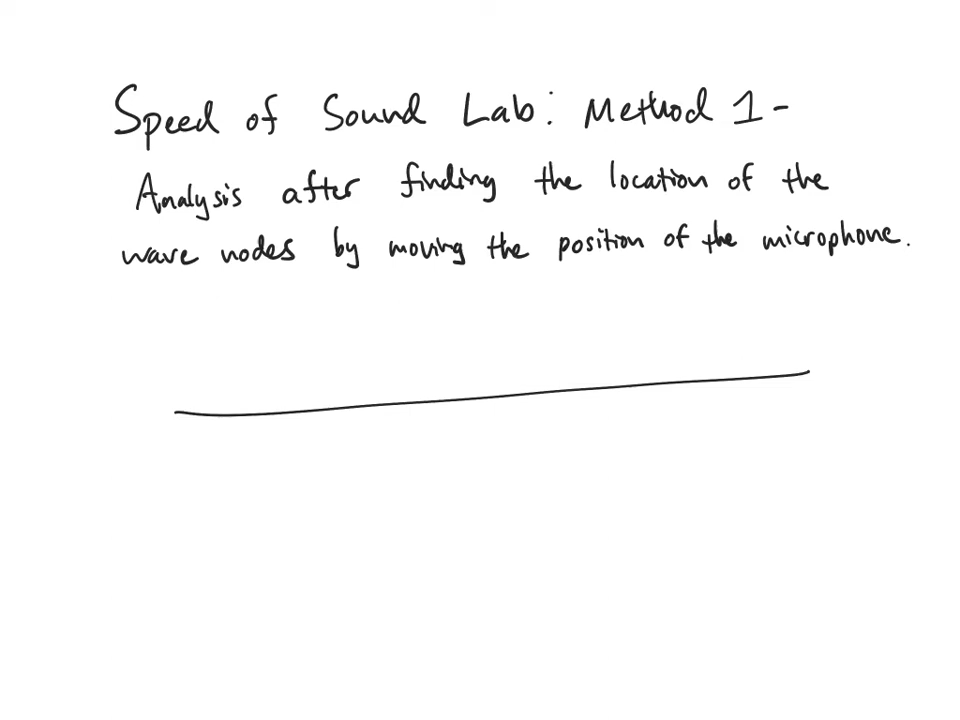 Speed of Sound Lab: Method 1-
Analysis after finding the location of the
wave nodes by moving the position of the microphone.